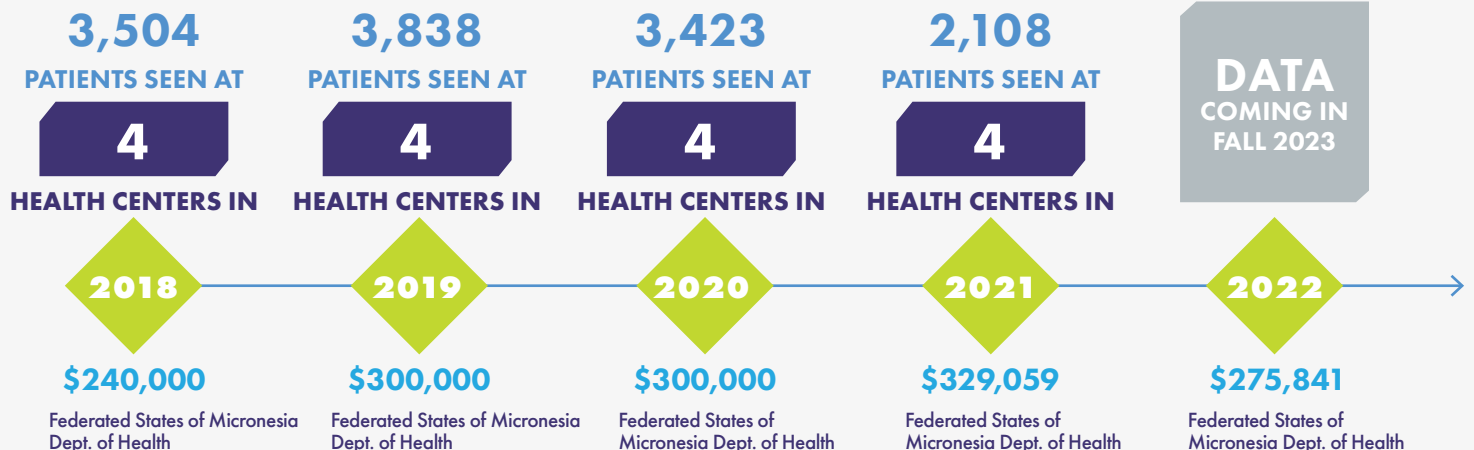 3,504
PATIENTS SEEN AT
4
HEALTH CENTERS IN
2018
$240,000
Federated States of Micronesia
Dept. of Health
3,838
PATIENTS SEEN AT
4
HEALTH CENTERS IN
2019
$300,000
Federated States of Micronesia
Dept. of Health
3,423
PATIENTS SEEN AT
4
HEALTH CENTERS IN
2020
$300,000
Federated States of
Micronesia Dept. of Health
2,108
PATIENTS SEEN AT
4
HEALTH CENTERS IN
2021
$329,059
Federated States of
Micronesia Dept. of Health
DATA
COMING IN
FALL 2023
2022
$275,841
Federated States of
Micronesia Dept. of Health